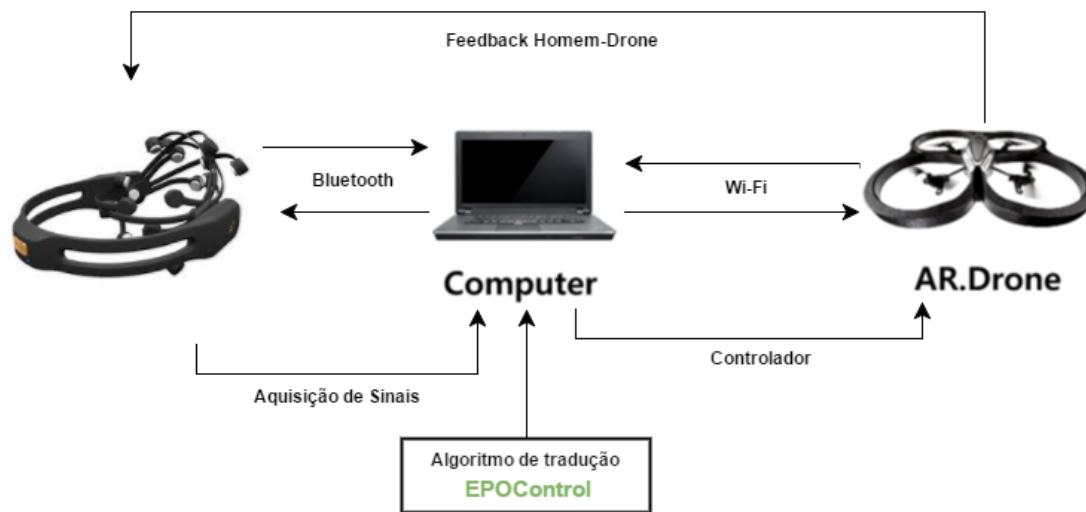 Feedback Homem-Drone
Bluetooth
Wi-Fi
Computer
AR.Drone
Controlador
Aquisição de Sinais
Algoritmo de tradução
EPOControl